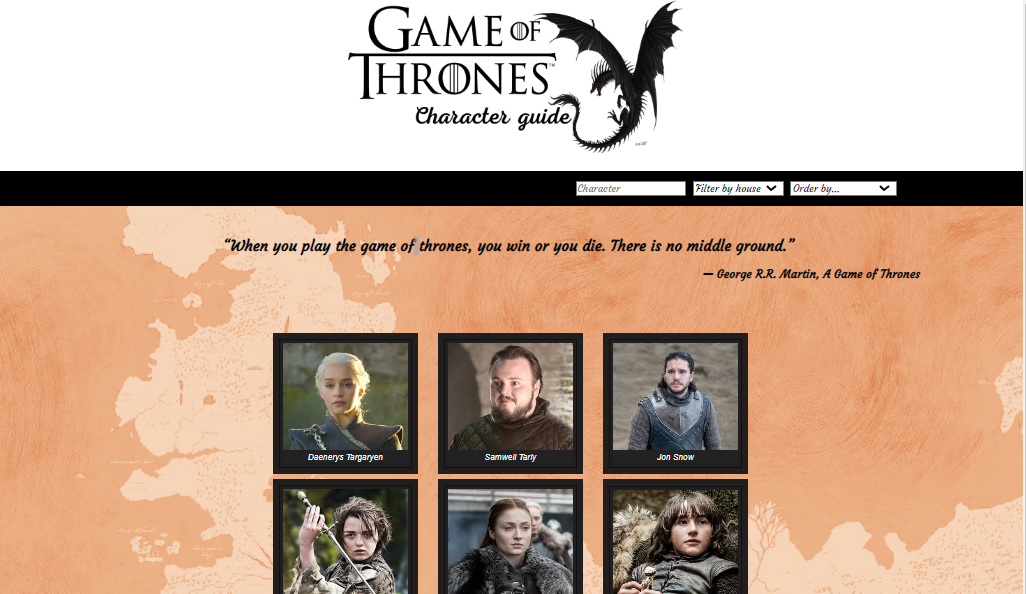 GAME OF
THRONES™
Character guide
Character Filter by house Order by...
“When you play the game of thrones, you win or you die. There is no middle ground.”
— George R.R. Martin, A Game of Thrones
Daenerys Targaryen Samwell Tarly Jon Snow